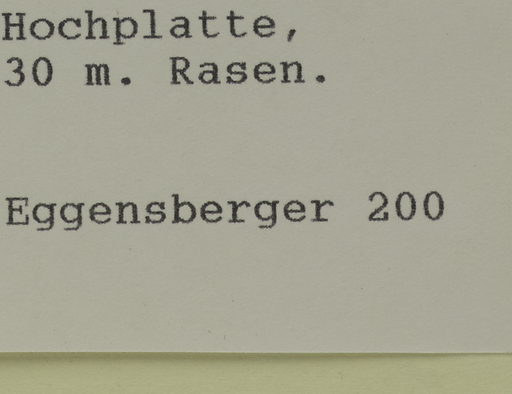 Hochplatte,
30 m. Rasen.
Eggensberger 200